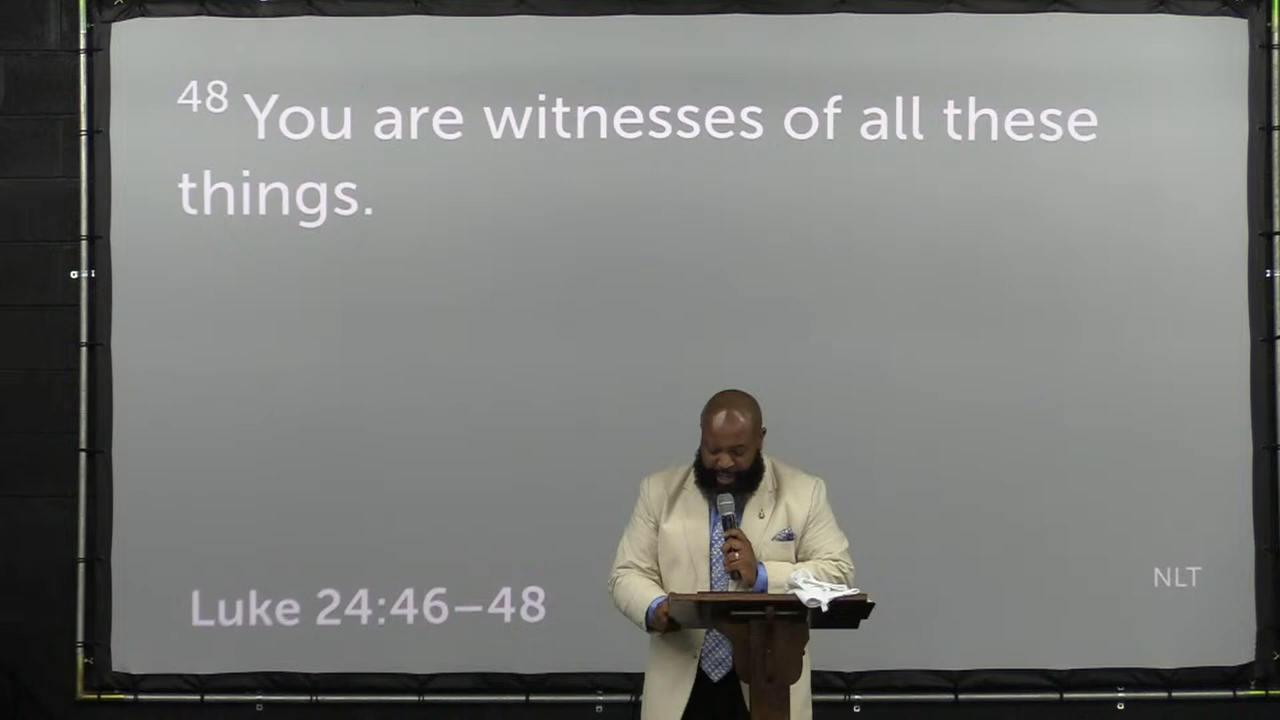 48 You are witnesses of all these
things.
NLT
Luke 24:46–48